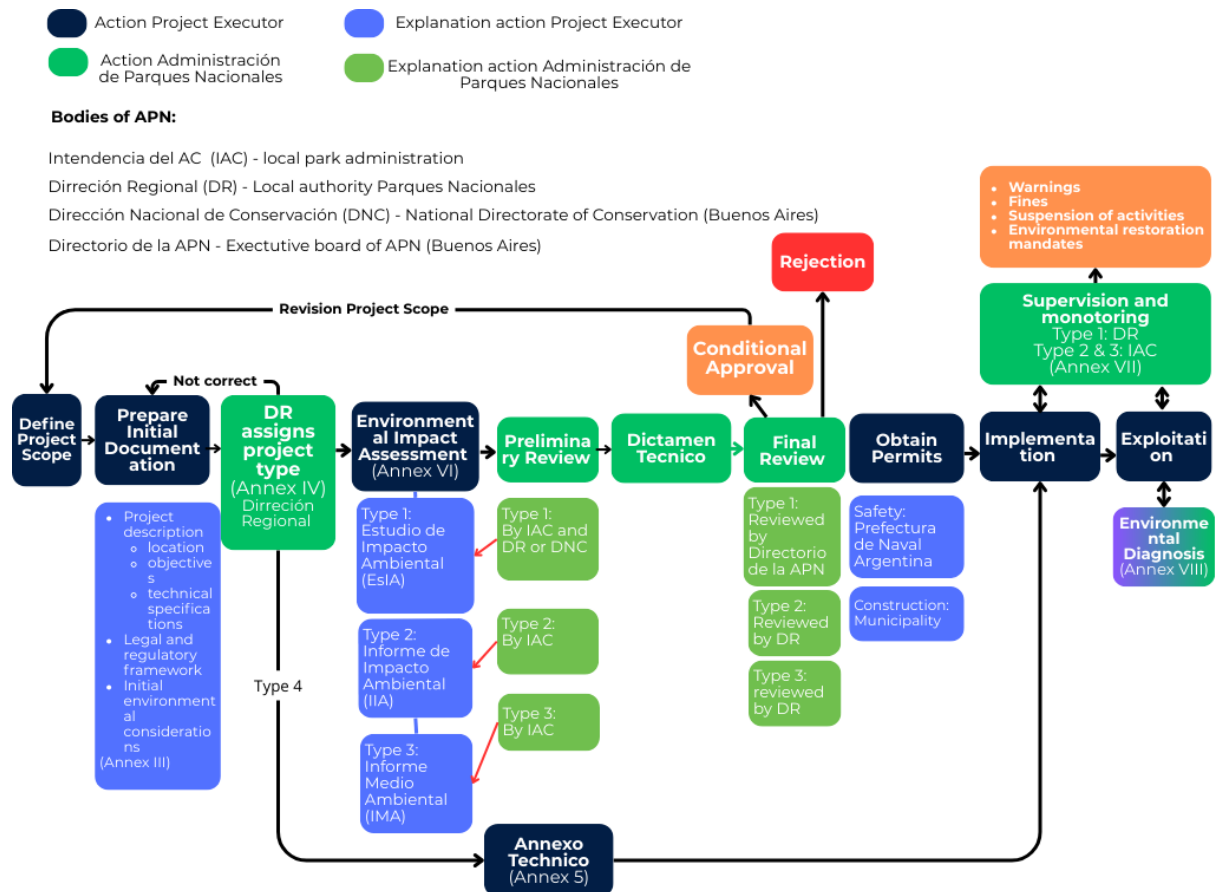 Action Project Executor
Explanation action Project Executor
Action Administración
de Parques Nacionales
Explanation action Administración de
Parques Nacionales
Bodies of APN:
Intendencia del AC (IAC) - local park administration
Dirreción Regional (DR) - Local authority Parques Nacionales
Dirección Nacional de Conservación (DNC) - National Directorate of Conservation (Buenos Aires)
Directorio de la APN - Exectutive board of APN (Buenos Aires)
Warnings
Fines
Suspension of activities
Environmental restoration
mandates
Rejection
Revision Project Scope
Conditional
Approval
Supervision and
monotoring
Type 1: DR
Type 2 & 3: IAC
(Annex VII)
Not correct
Define
Project
Scope
Prepare
Initial
Document
ation
DR
assigns
project
type
(Annex IV)
Dirreción
Regional
Environment
al Impact
Assessment
(Annex VI)
Prelimina
ry Review
Dictamen
Tecnico
Final
Review
Obtain
Permits
Implementa
tion
Exploitati
on
Project
description
location
objective
s
technical
specifica
tions
Legal and
regulatory
framework
Initial
environment
al
consideratio
ns
(Annex III)
Type 1:
Estudio de
Impacto
Ambiental
(EsIA)
Type 2:
Informe de
Impacto
Ambiental
(IIA)
Type 3:
Informe
Medio
Ambiental
(IMA)
Type 1:
By IAC and
DR or DNC
Type 2:
By IAC
Type 3:
By IAC
Type 1:
Reviewed
by
Directorio
de la APN
Type 2:
Reviewed
by DR
Type 3:
reviewed
by DR
Safety:
Prefectura
de Naval
Argentina
Construction:
Municipality
Environme
ntal
Diagnosis
(Annex VIII)
Type 4
Annexo
Technico
(Annex 5)